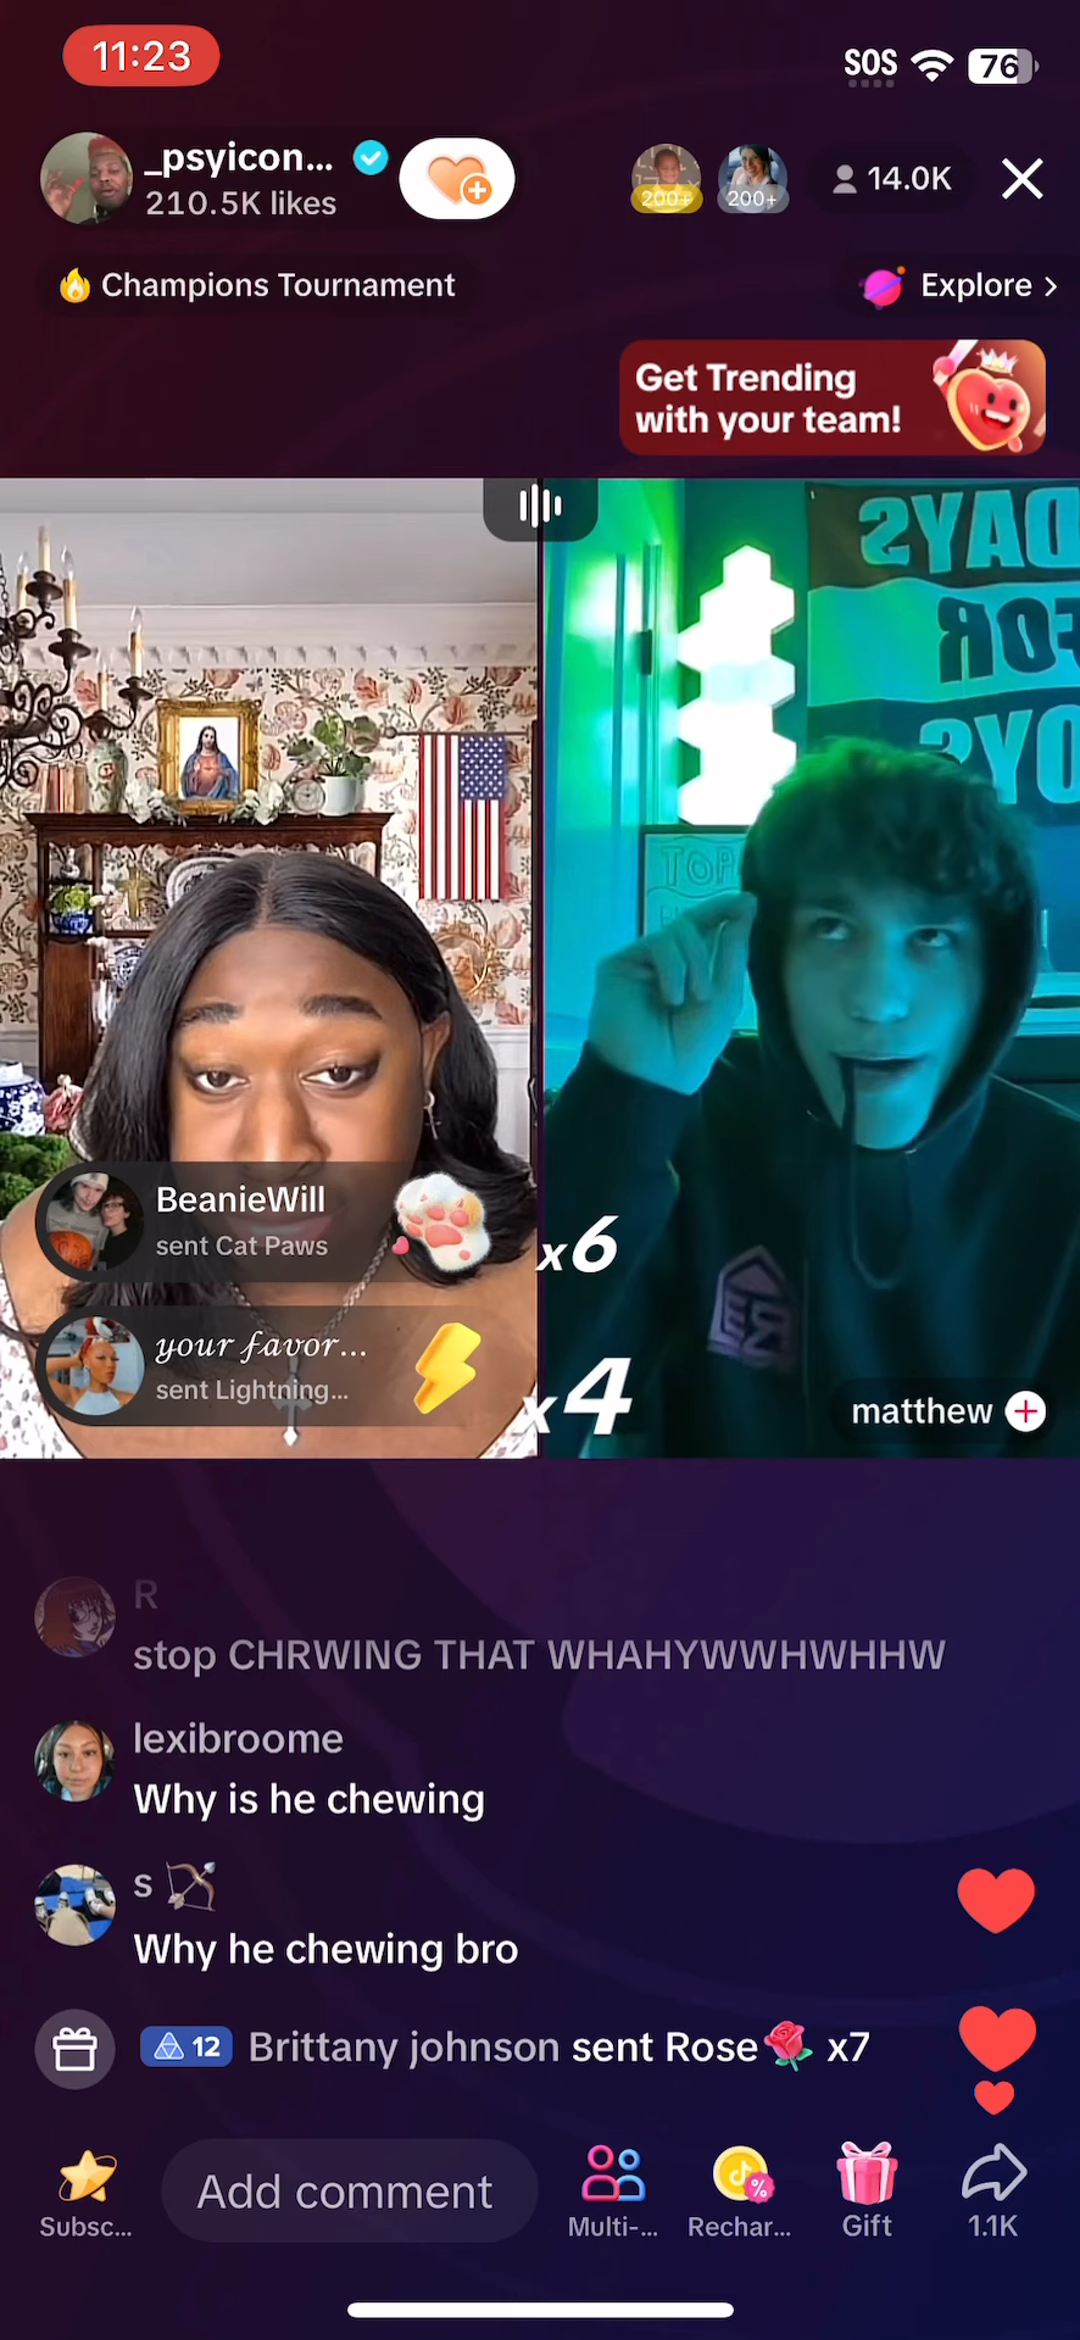 11:23
SOS
76
_psyicon...
210.5K likes
200+
200+
14.0K
Champions Tournament
Explore >
Get Trending
with your team!
DAYS
FOR
TOP
BeanieWill
sent Cat Paws
x6
your favor...
sent Lightning...
x4
matthew
R
stop CHRWING THAT WHAHYWWHWHHW
lexibroome
Why is he chewing
s 🏹
Why he chewing bro
12 Brittany johnson sent Rose🌹 x7
Add comment
Subsc...
Multi-...
Rechar...
Gift
1.1K